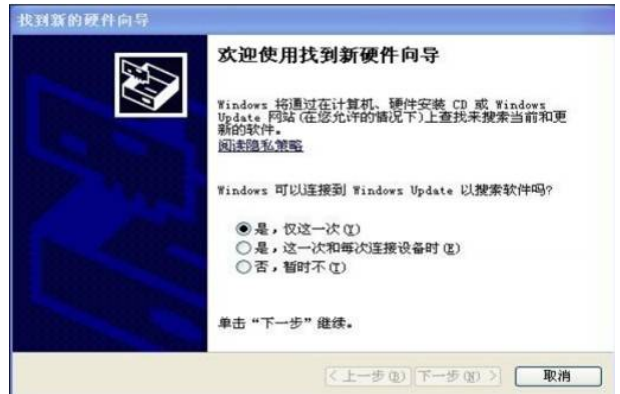 找到新的硬件向导
欢迎使用找到新硬件向导
Windows 将通过在计算机、硬件安装 CD 或 Windows
Update 网站(在您允许的情况下)上查找来搜索当前和更
新的软件。
阅读隐私策略
Windows 可以连接到 Windows Update 以搜索软件吗?
是，仅这一次(Y)
是，这一次和每次连接设备时(E)
否，暂时不(T)
单击“下一步”继续。
< 上一步(B) 下一步(N) > 取消